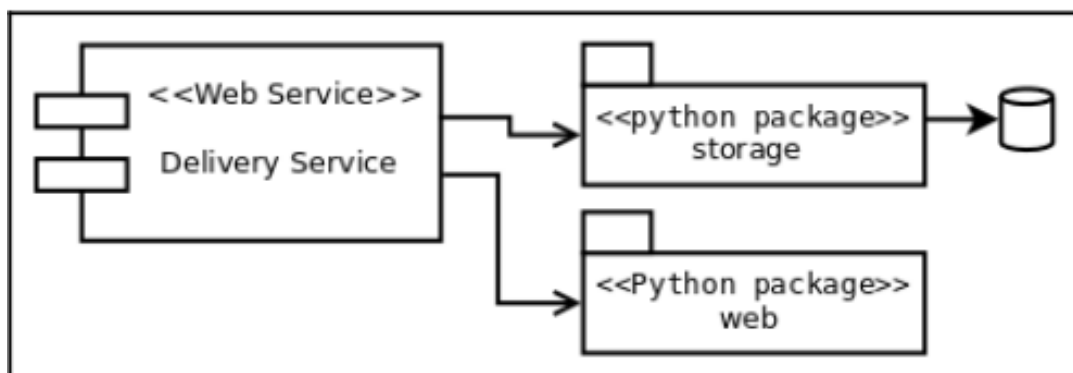 <<Web Service>>
Delivery Service
<<python package>>
storage
<<Python package>>
web